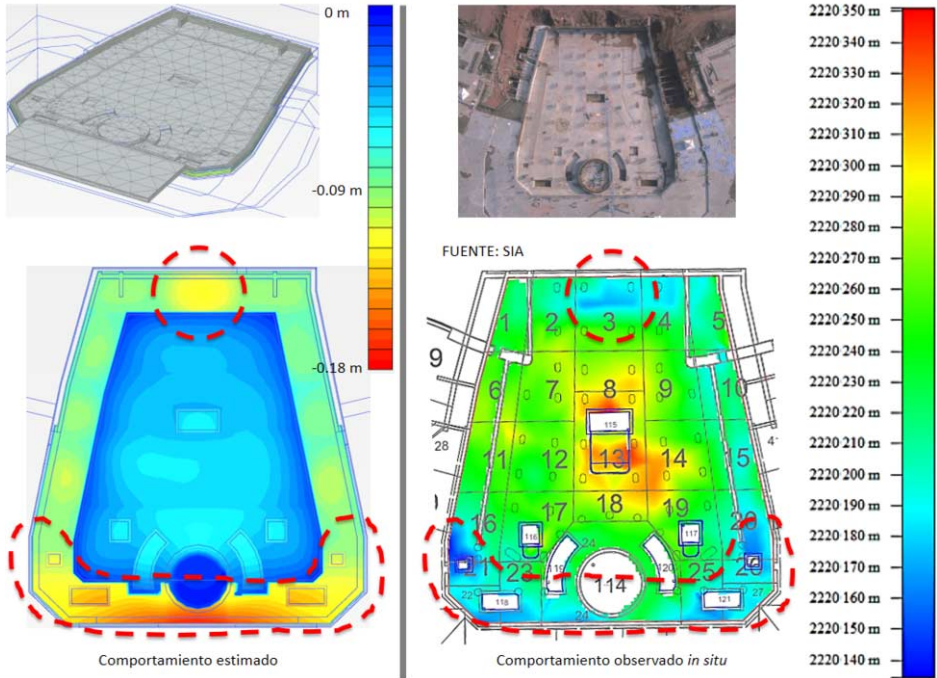 0 m
-0.09 m
-0.18 m
Comportamiento estimado
FUENTE: SIA
1
2
3
4
5
9
6
7
8
9
10
115
28
11
12
13
14
15
16
17
18
19
20
116
117
24
23
119
120
25
114
22
118
121
27
24
Comportamiento observado in situ
2220.350 m
2220.340 m
2220.330 m
2220.320 m
2220.310 m
2220.300 m
2220.290 m
2220.280 m
2220.270 m
2220.260 m
2220.250 m
2220.240 m
2220.230 m
2220.220 m
2220.210 m
2220.200 m
2220.190 m
2220.180 m
2220.170 m
2220.160 m
2220.150 m
2220.140 m